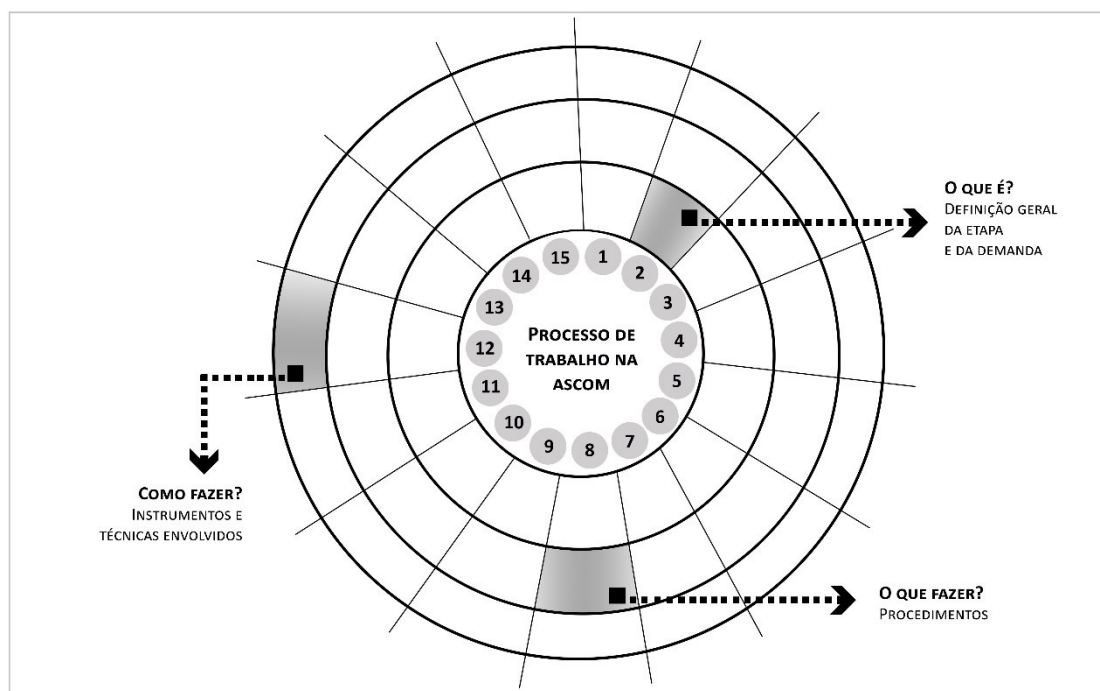 O QUE É?
DEFINIÇÃO GERAL
DA ETAPA
E DA DEMANDA
15
1
14
2
13
3
12
4
11
5
10
6
9
8
7
PROCESSO DE
TRABALHO NA
ASCOM
COMO FAZER?
INSTRUMENTOS E
TÉCNICAS ENVOLVIDOS
O QUE FAZER?
PROCEDIMENTOS